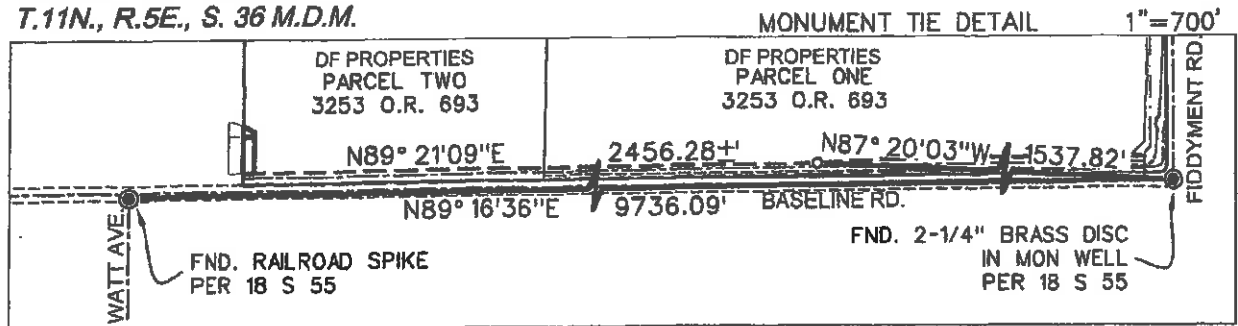 T.11N., R.5E., S. 36 M.D.M.
MONUMENT TIE DETAIL
1"=700'
DF PROPERTIES
PARCEL TWO
3253 O.R. 693
DF PROPERTIES
PARCEL ONE
3253 O.R. 693
FIDDYMENT RD.
N89° 21'09"E
2456.28±'
N87° 20'03"W
1537.82'
N89° 16'36"E
9736.09'
BASELINE RD.
WATT AVE.
FND. RAILROAD SPIKE
PER 18 S 55
FND. 2-1/4" BRASS DISC
IN MON WELL
PER 18 S 55